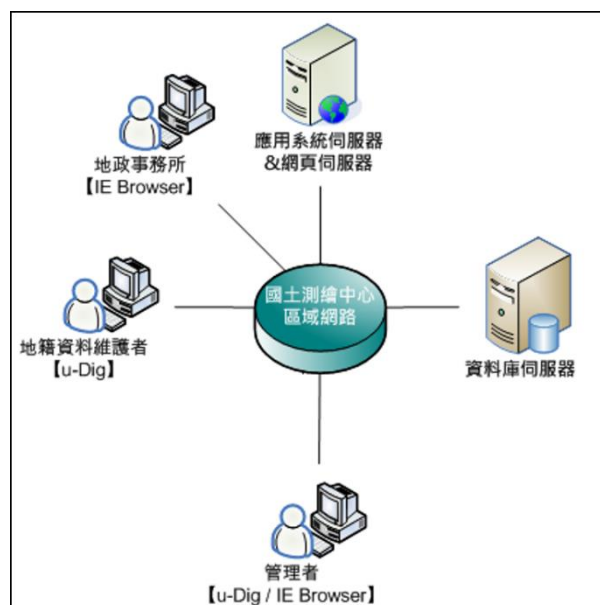 應用系統伺服器
&網頁伺服器
地政事務所
【IE Browser】
國土測繪中心
區域網路
地籍資料維護者
【u-Dig】
資料庫伺服器
管理者
【u-Dig / IE Browser】